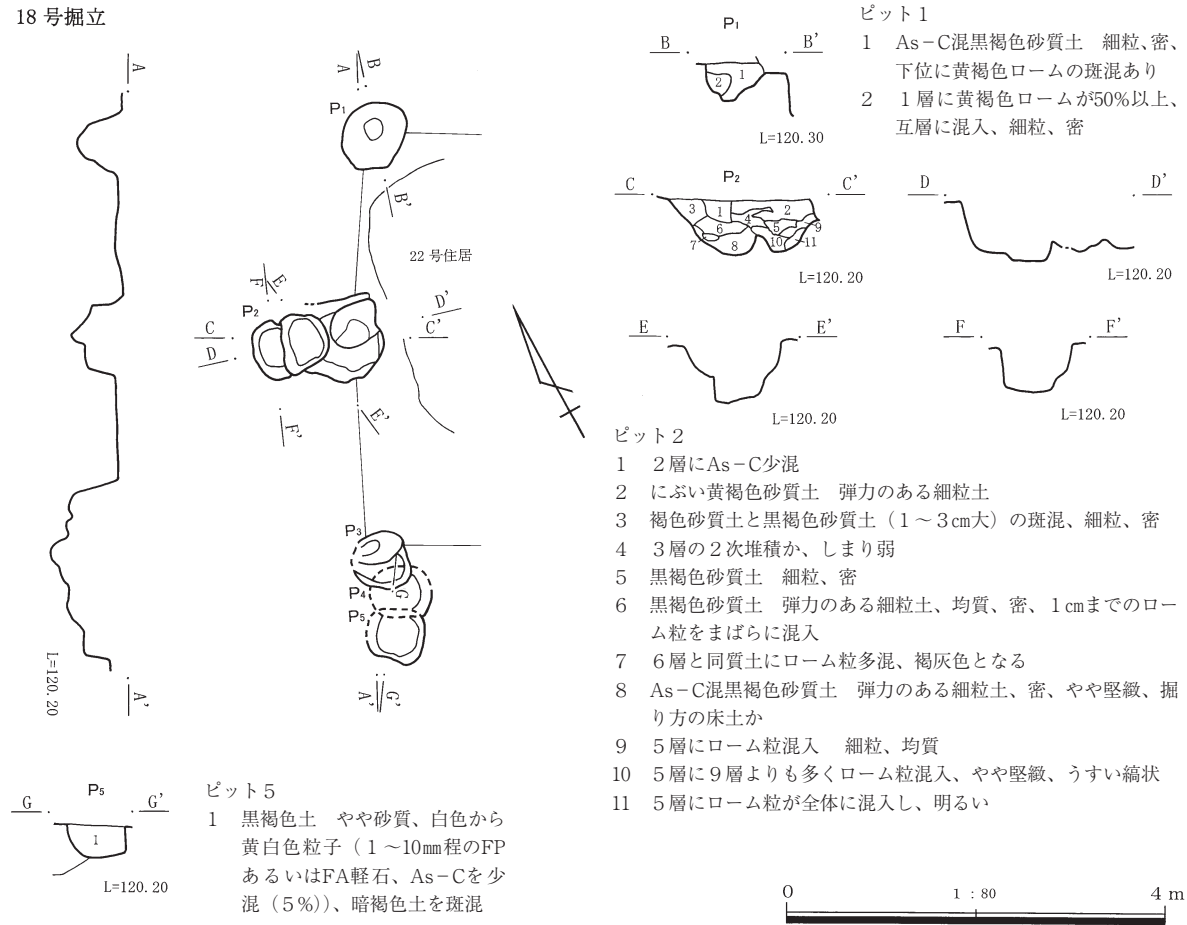 18 号掘立
A
A
B
P1
B'
22 号住居
E
F
P2
C
D
D'
C'
E'
F'
P3
P4
G
P5
A'
G'
L=120.20
A'
P1
B
B'
1
2
L=120.30
ピット１
１ As−C混黒褐色砂質土 細粒、密、
下位に黄褐色ロームの斑混あり
２ １層に黄褐色ロームが50%以上、
互層に混入、細粒、密
P2
C
C'
3
1
2
4
5
6
9
7
8
10
11
L=120.20
D
D'
L=120.20
E
E'
L=120.20
F
F'
L=120.20
ピット２
１ ２層にAs−C少混
２ にぶい黄褐色砂質土 弾力のある細粒土
３ 褐色砂質土と黒褐色砂質土（１～３㎝大）の斑混、細粒、密
４ ３層の２次堆積か、しまり弱
５ 黒褐色砂質土 細粒、密
６ 黒褐色砂質土 弾力のある細粒土、均質、密、１㎝までのロー
ム粒をまばらに混入
７ ６層と同質土にローム粒多混、褐灰色となる
８ As−C混黒褐色砂質土 弾力のある細粒土、密、やや堅緻、掘
り方の床土か
９ ５層にローム粒混入 細粒、均質
10 ５層に９層よりも多くローム粒混入、やや堅緻、うすい縞状
11 ５層にローム粒が全体に混入し、明るい
P5
G
G'
1
L=120.20
ピット５
１ 黒褐色土 やや砂質、白色から
黄白色粒子（１～10㎜程のFP
あるいはFA軽石、As−Cを少
混（５%））、暗褐色土を斑混
0
1 : 80
4 m